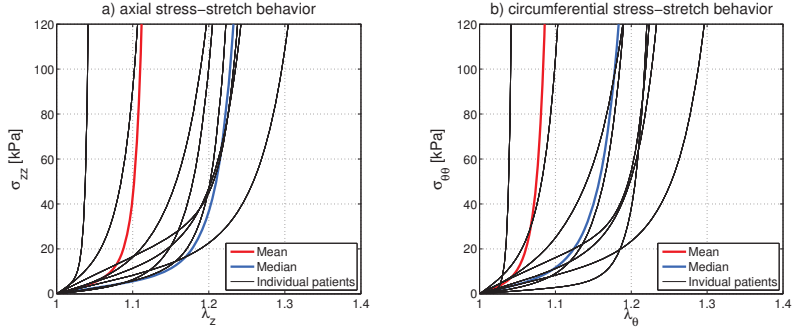 a) axial stress−stretch behavior
120
100
80
60
40
20
0
σzz [kPa]
1
1.1
1.2
1.3
1.4
λz
Mean
Median
Individual patients
b) circumferential stress−stretch behavior
120
100
80
60
40
20
0
σθθ [kPa]
1
1.1
1.2
1.3
1.4
λθ
Mean
Median
Invidual patients